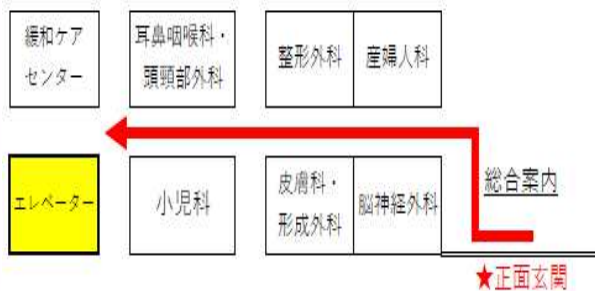 緩和ケア
センター
耳鼻咽喉科・
頭頸部外科
整形外科
産婦人科
エレベーター
小児科
皮膚科・
形成外科
脳神経外科
総合案内
★正面玄関